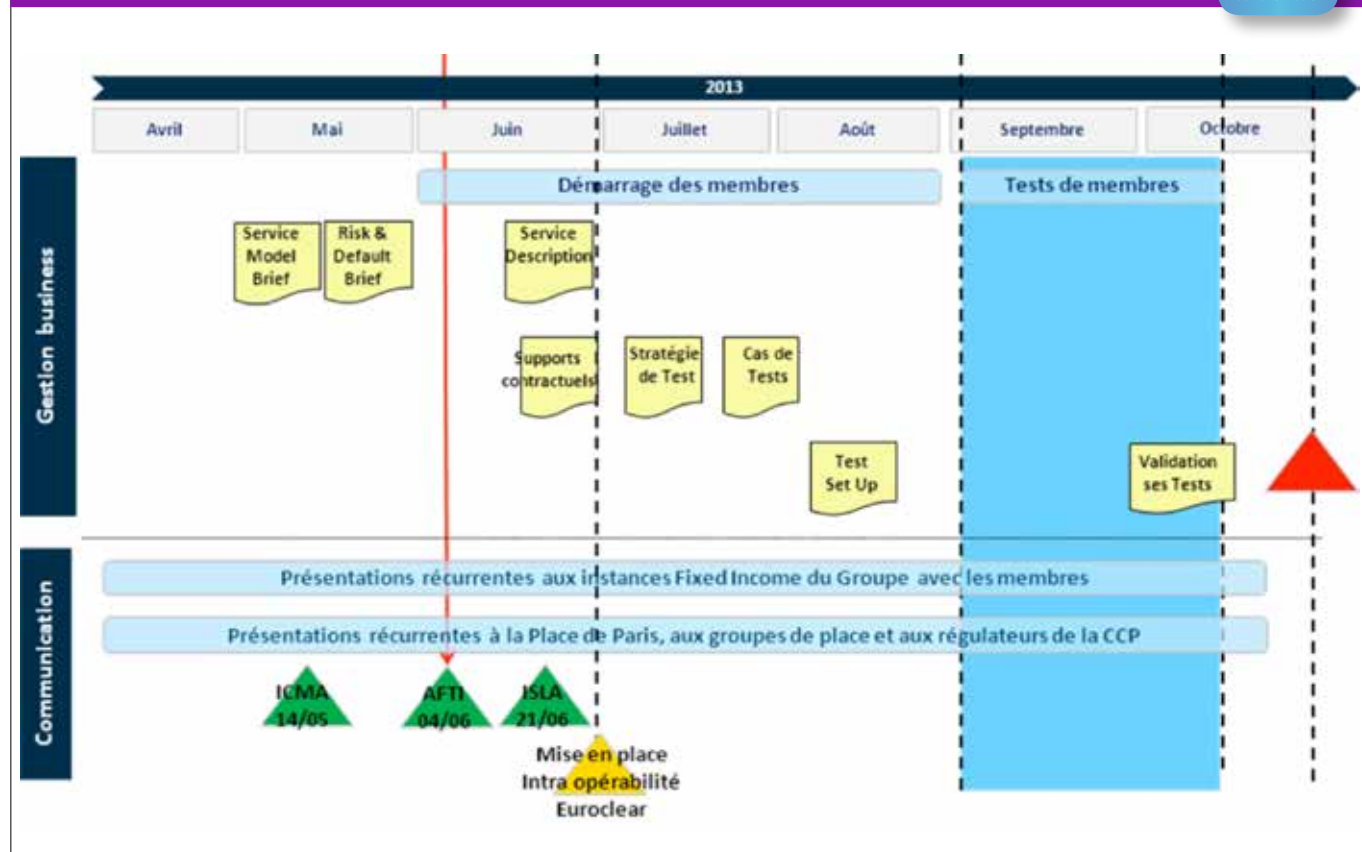 2013
Avril
Mai
Juin
Juillet
Août
Septembre
Octobre
Gestion business
Démarrage des membres
Tests de membres
Service
Model
Brief
Risk &
Default
Brief
Service
Description
Supports
contractuels
Stratégie
de Test
Cas de
Tests
Test
Set Up
Validation
ses Tests
Communication
Présentations récurrentes aux instances Fixed Income du Groupe avec les membres
Présentations récurrentes à la Place de Paris, aux groupes de place et aux régulateurs de la CCP
ICMA
14/05
AFTI
04/06
ISLA
21/06
Mise en place
Intra opérabilité
Euroclear